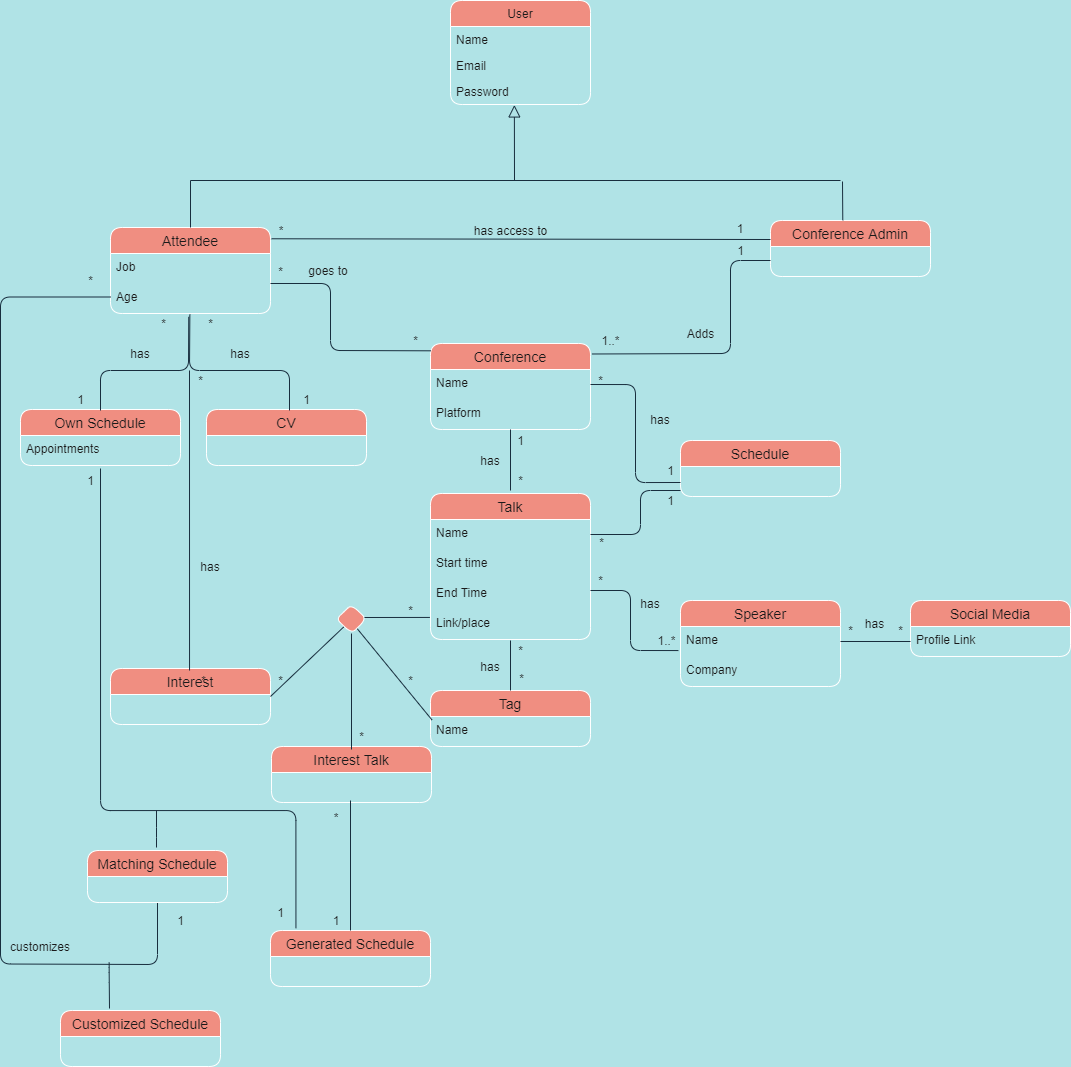 User
Name
Email
Password
* has access to 1
Attendee
Job
Age
Conference Admin
* goes to *
1 Adds 1..*
*
* *
has has
1 1
*
Own Schedule
Appointments
CV
Conference
Name
Platform
* has 1
1
has
*
Schedule
1
*
Talk
Name
Start time
End Time
Link/place
1
has
* has 1..*
Speaker
Name
Company
* has *
Social Media
Profile Link
*
*
has
*
Interest
*
* *
*
Tag
Name
*
Interest Talk
*
Matching Schedule
1
1 1
customizes
Generated Schedule
Customized Schedule